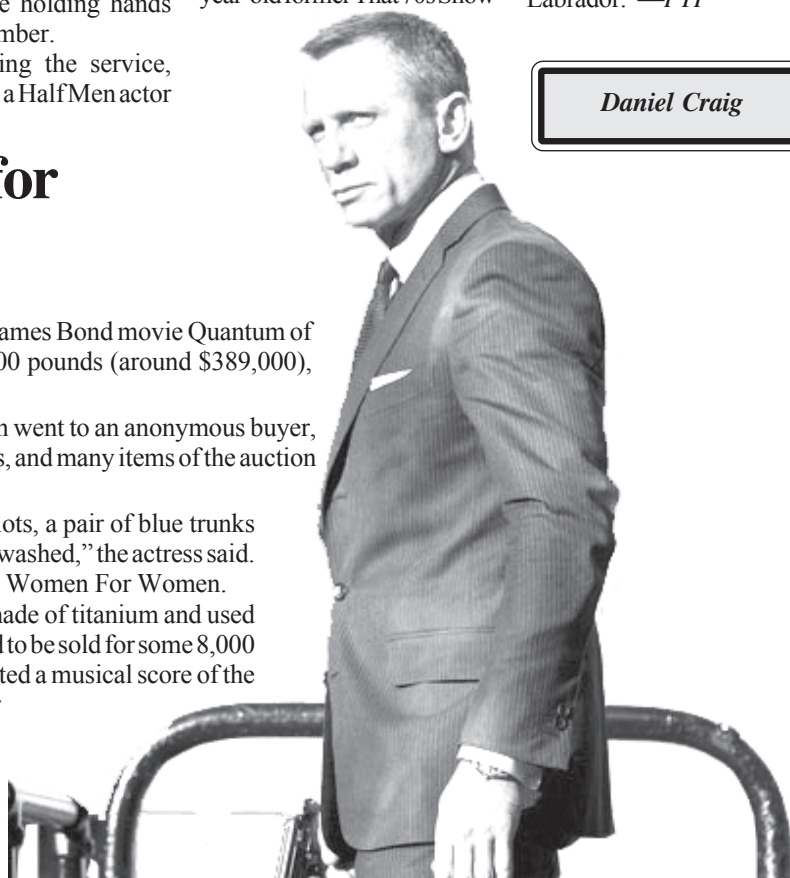 e holding hands
mber.
ing the service,
a Half Men actor
year-old former That 70s Show
Labrador. —PTI
Daniel Craig
for
ames Bond movie Quantum of
00 pounds (around $389,000),
n went to an anonymous buyer,
s, and many items of the auction
lots, a pair of blue trunks
washed,” the actress said.
Women For Women.
nade of titanium and used
d to be sold for some 8,000
ted a musical score of the